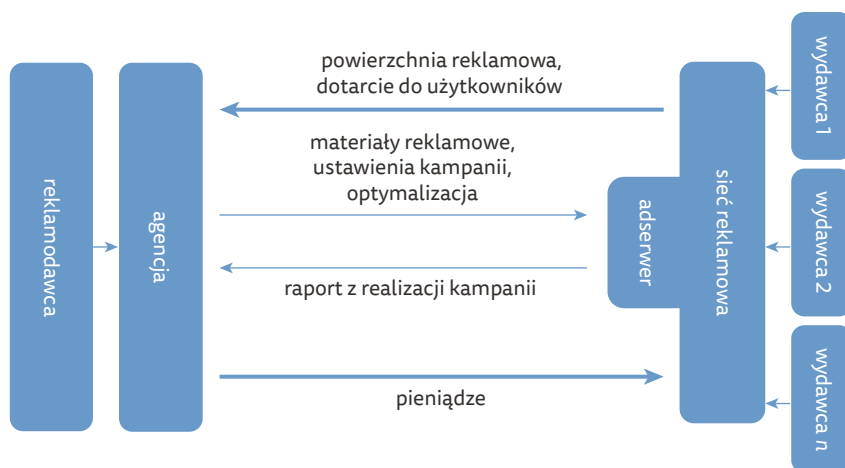 reklamodawca
agencja
powierzchnia reklamowa,
dotarcie do użytkowników
materiały reklamowe,
ustawienia kampanii,
optymalizacja
raport z realizacji kampanii
pieniądze
adserwer
sieć reklamowa
wydawca 1
wydawca 2
wydawca n